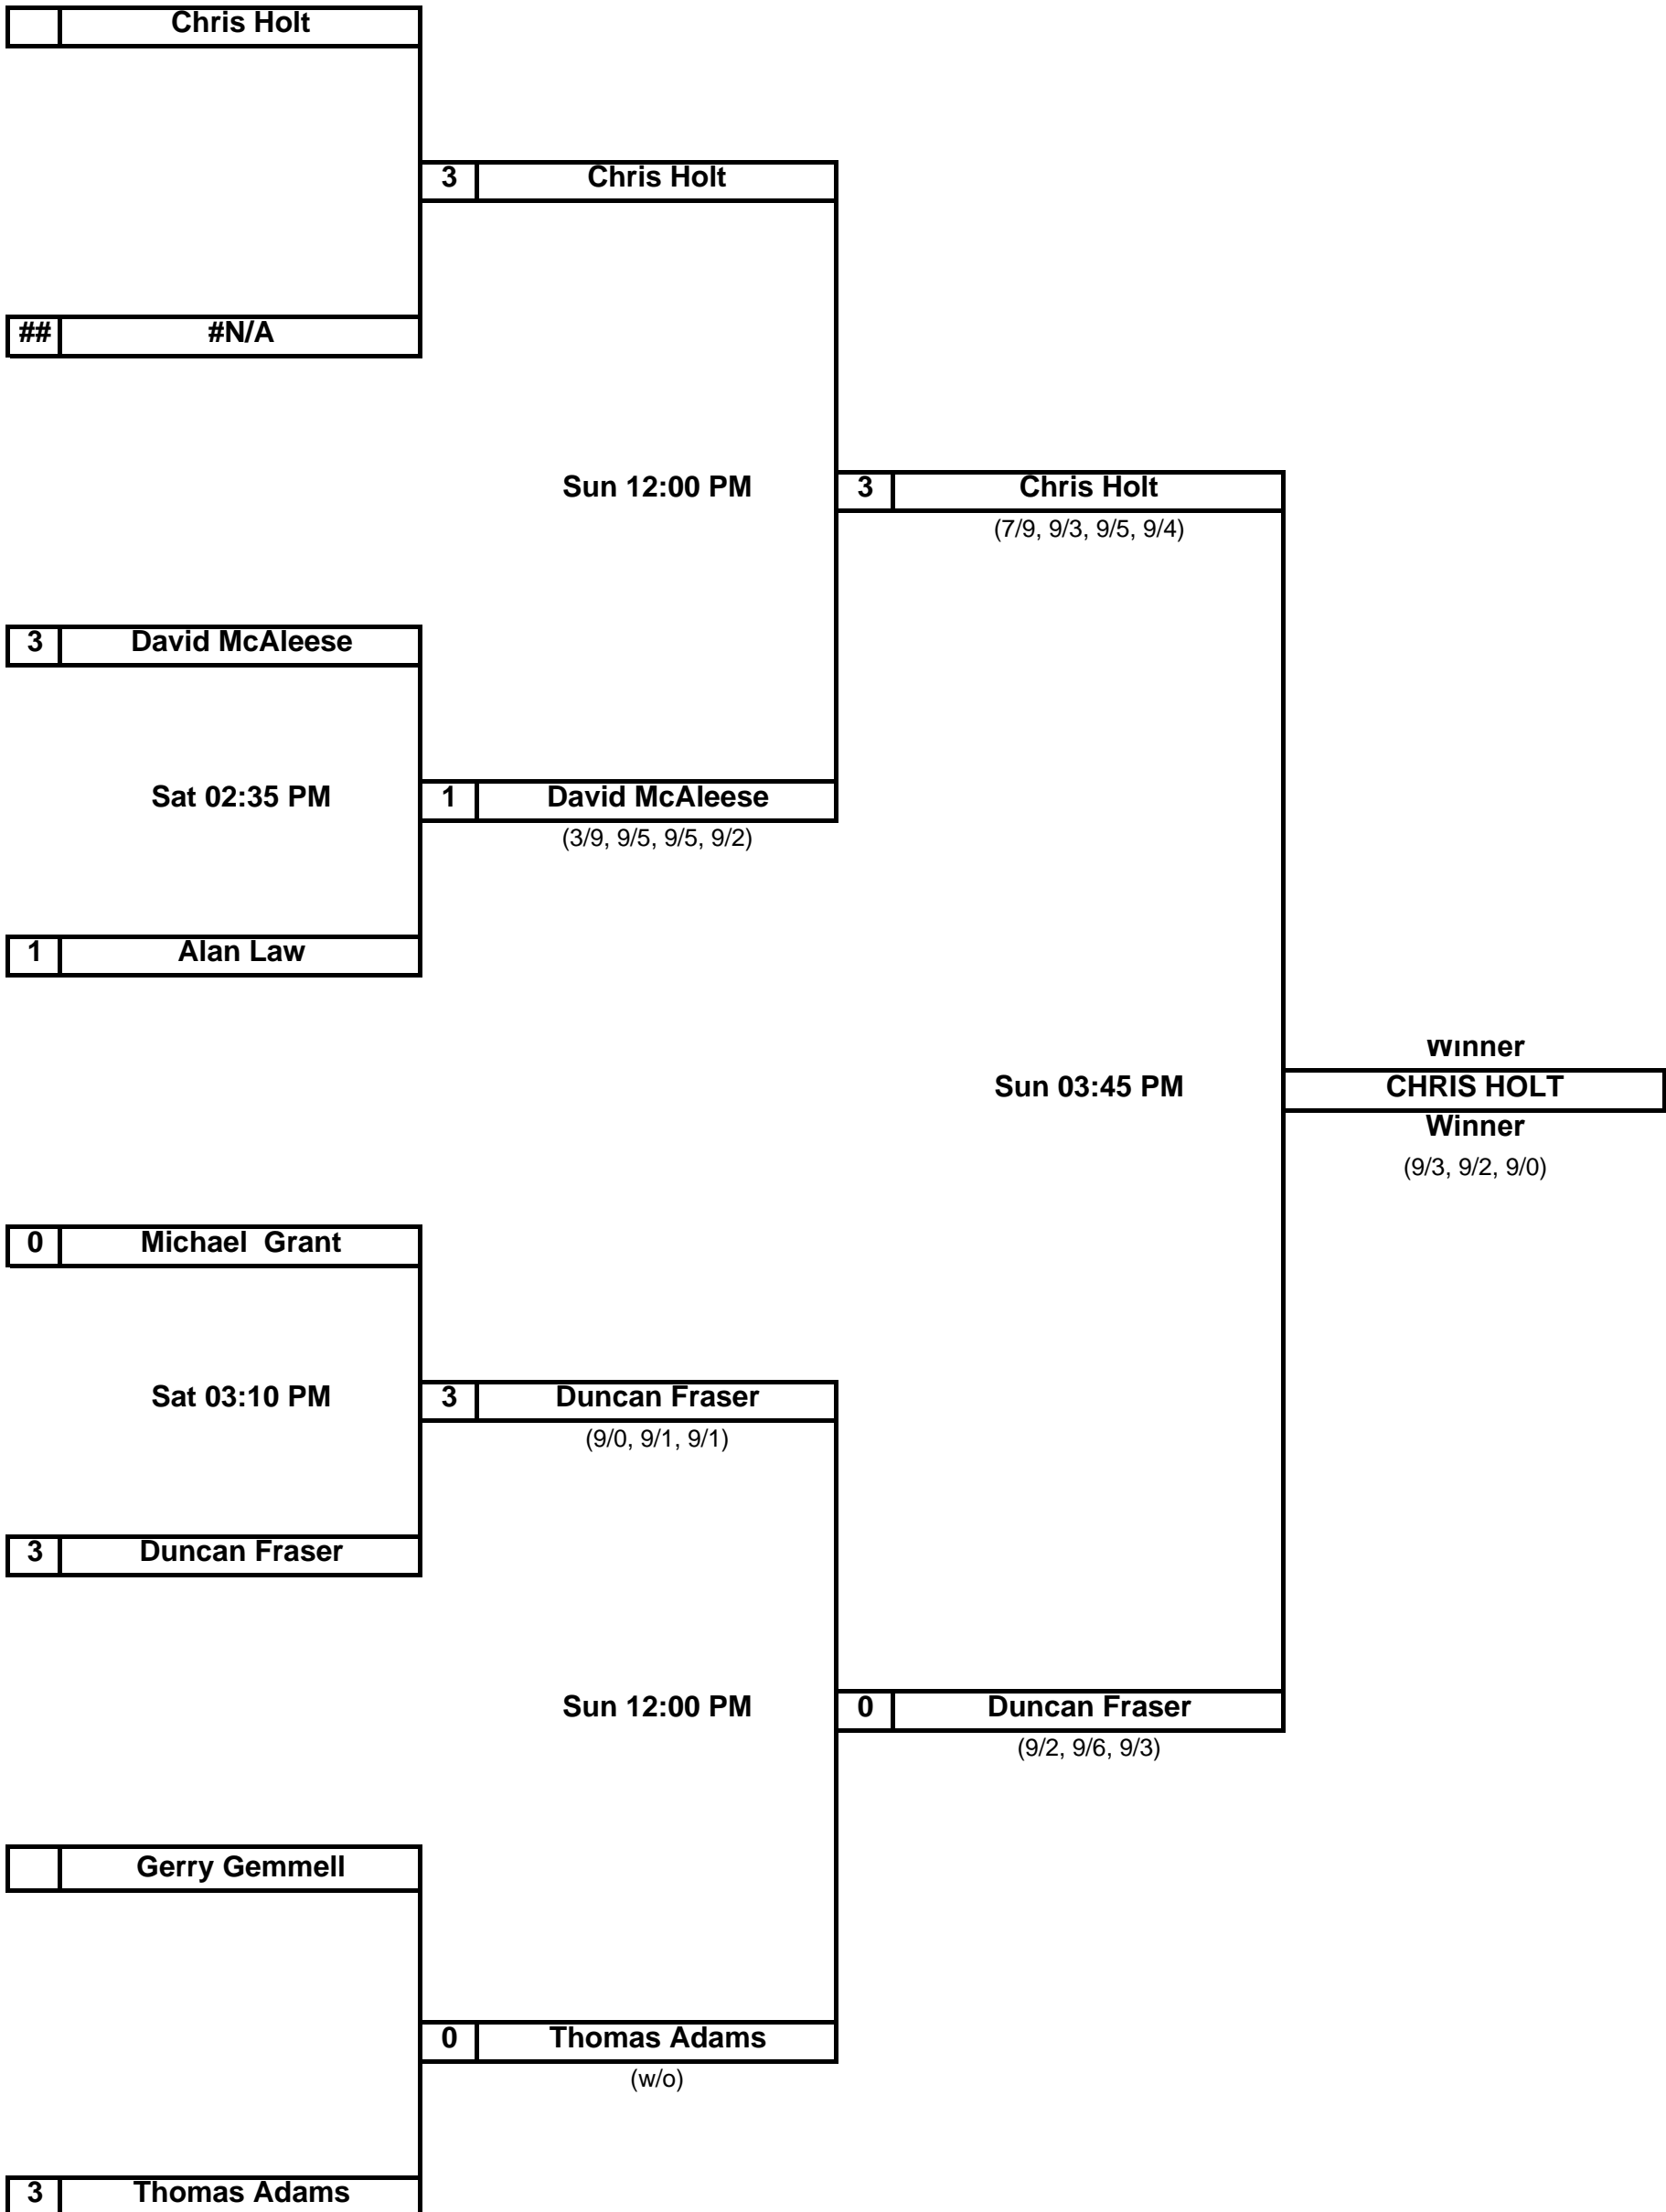 Chris Holt
3 Chris Holt
## #N/A
Sun 12:00 PM
3 Chris Holt
(7/9, 9/3, 9/5, 9/4)
3 David McAleese
Sat 02:35 PM
1 David McAleese
(3/9, 9/5, 9/5, 9/2)
1 Alan Law
Winner
Sun 03:45 PM
CHRIS HOLT
Winner
(9/3, 9/2, 9/0)
0 Michael  Grant
Sat 03:10 PM
3 Duncan Fraser
(9/0, 9/1, 9/1)
3 Duncan Fraser
Sun 12:00 PM
0 Duncan Fraser
(9/2, 9/6, 9/3)
Gerry Gemmell
0 Thomas Adams
(w/o)
3 Thomas Adams